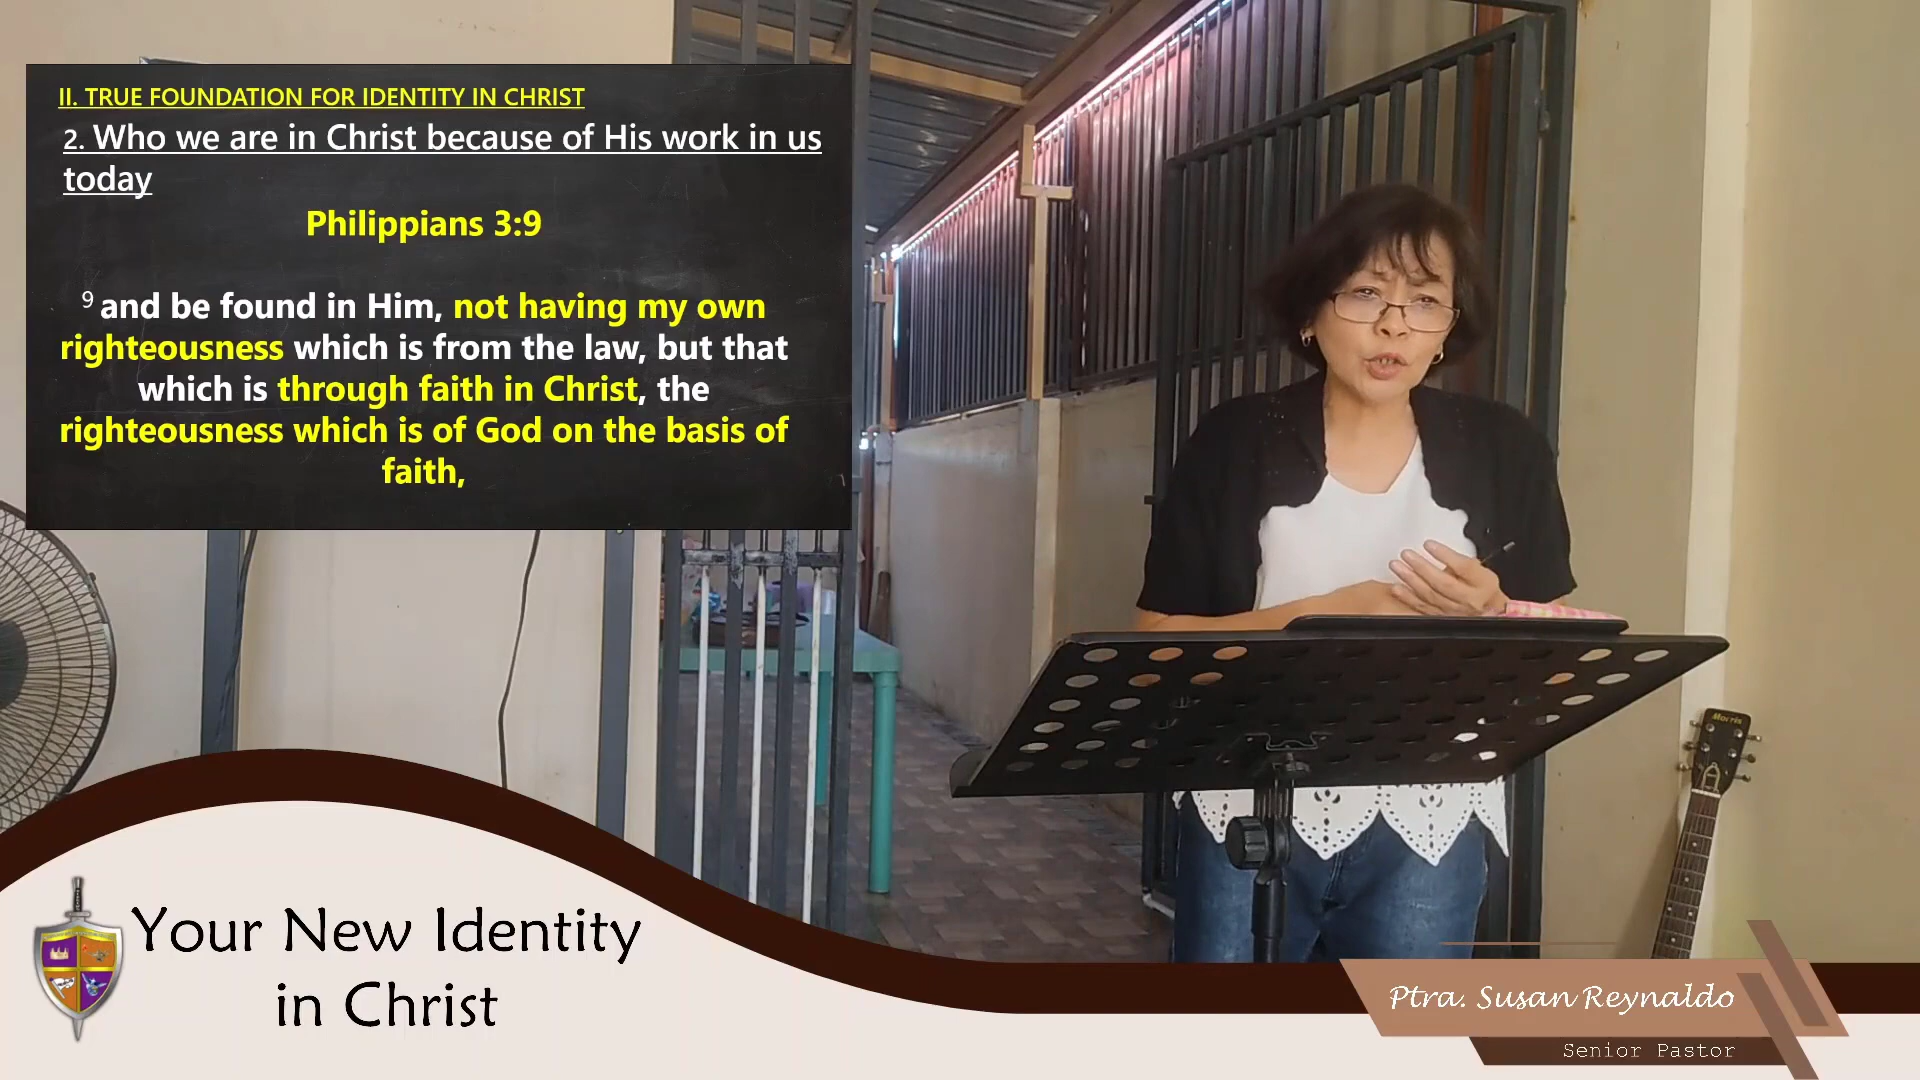 II. TRUE FOUNDATION FOR IDENTITY IN CHRIST
2. Who we are in Christ because of His work in us
today
Philippians 3:9
9 and be found in Him, not having my own
righteousness which is from the law, but that
which is through faith in Christ, the
righteousness which is of God on the basis of
faith,
Morris
Your New Identity
in Christ
Ptra. Susan Reynaldo
Senior Pastor